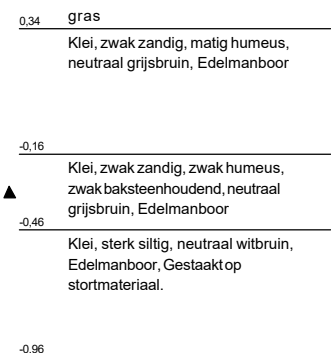 0,34 gras
Klei, zwak zandig, matig humeus,
neutraal grijsbruin, Edelmanboor
-0,16
Klei, zwak zandig, zwak humeus,
zwak baksteenhoudend, neutraal
grijsbruin, Edelmanboor
-0,46
Klei, sterk siltig, neutraal witbruin,
Edelmanboor, Gestaakt op
stortmateriaal.
-0,96